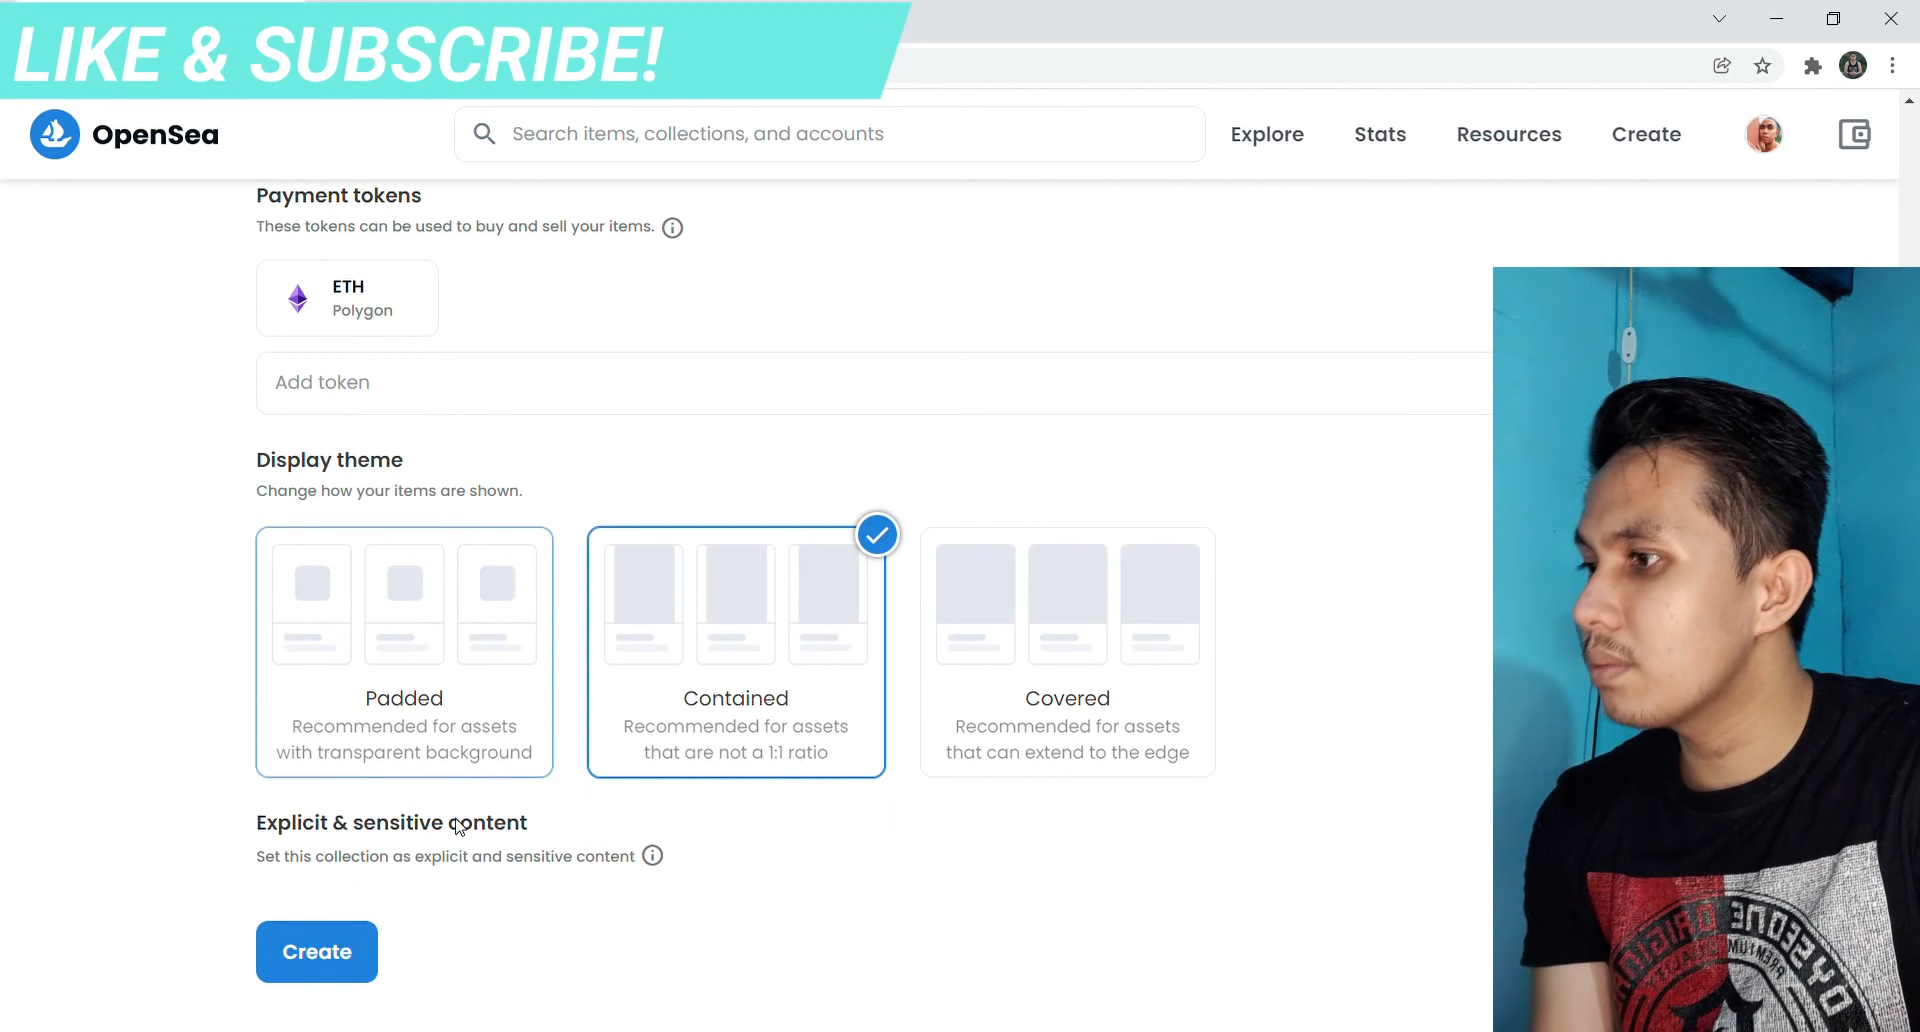 LIKE & SUBSCRIBE!
OpenSea
Search items, collections, and accounts
Explore
Stats
Resources
Create
Payment tokens
These tokens can be used to buy and sell your items.
ETH
Polygon
Add token
Display theme
Change how your items are shown.
Padded
Recommended for assets
with transparent background
Contained
Recommended for assets
that are not a 1:1 ratio
Covered
Recommended for assets
that can extend to the edge
Explicit & sensitive content
Set this collection as explicit and sensitive content
Create